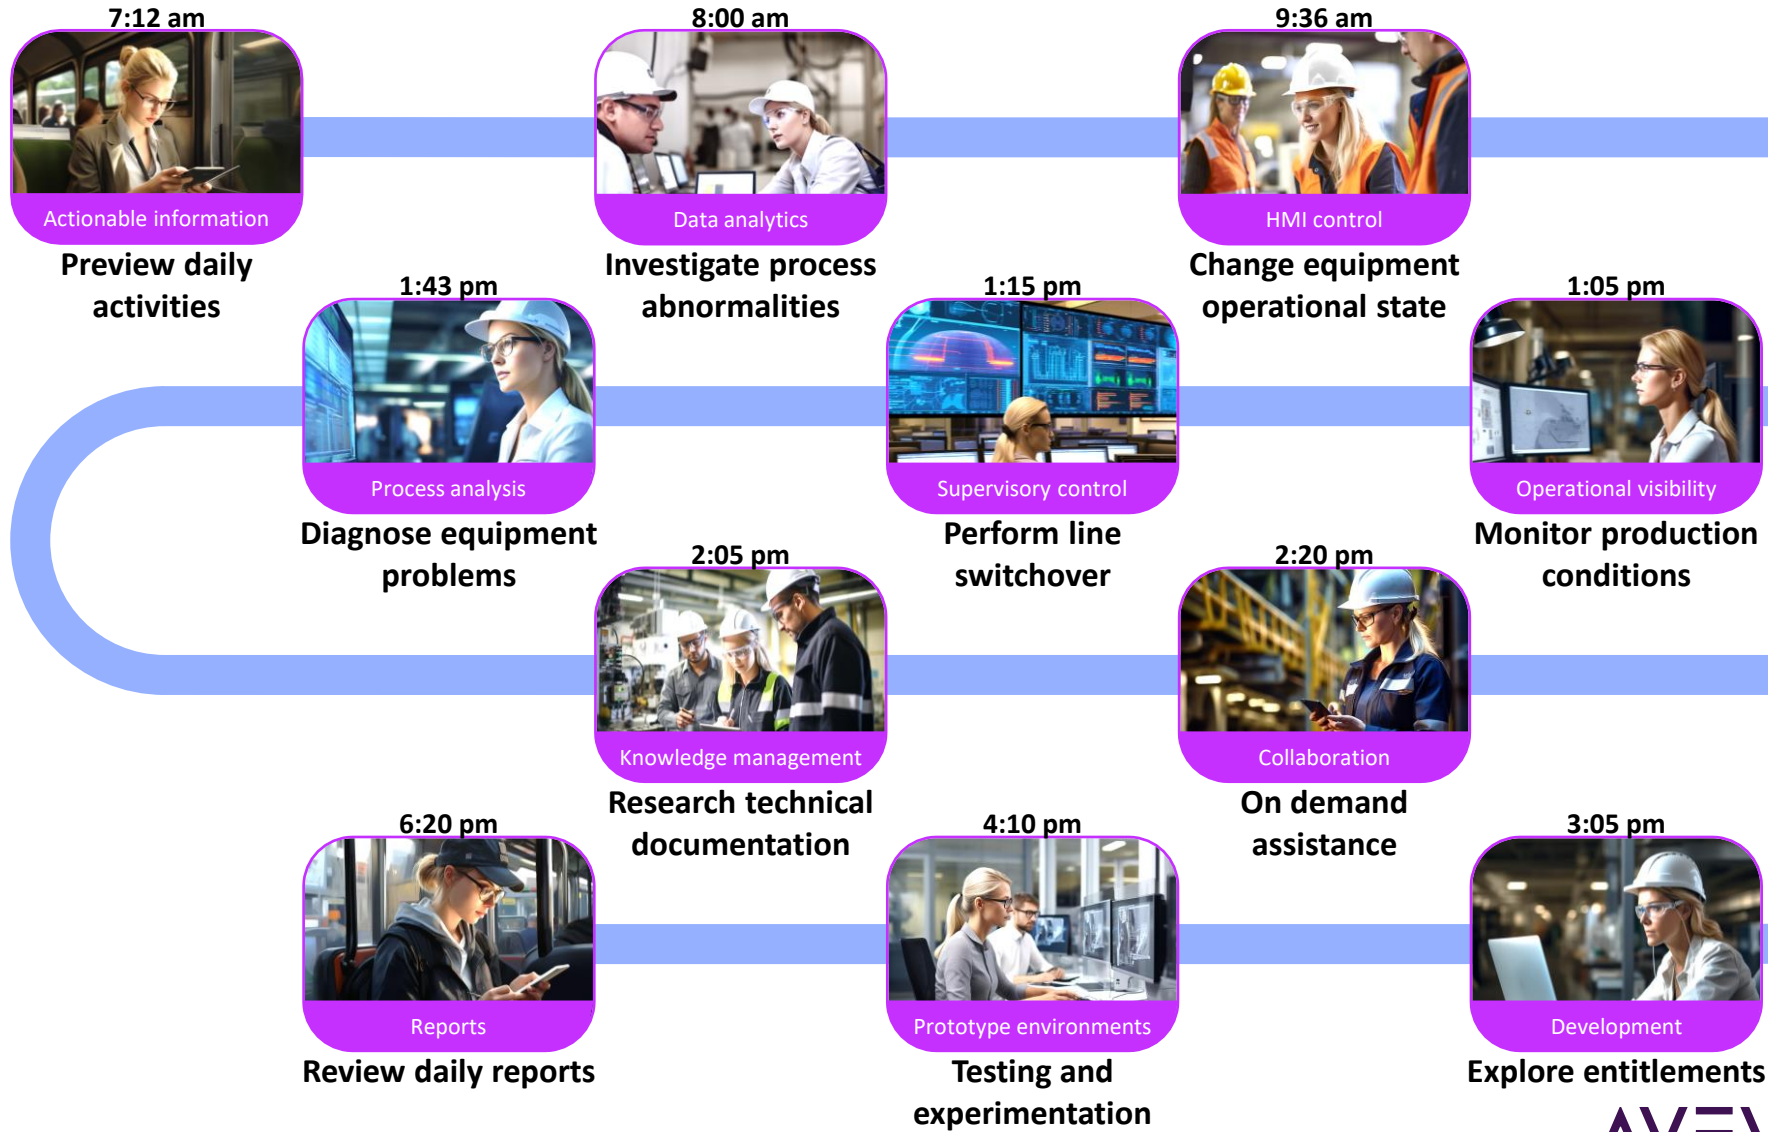 7:12 am
Actionable information
Preview daily
activities
8:00 am
Data analytics
Investigate process
abnormalities
9:36 am
HMI control
Change equipment
operational state
1:05 pm
Operational visibility
Monitor production
conditions
1:15 pm
Supervisory control
Perform line
switchover
1:43 pm
Process analysis
Diagnose equipment
problems
2:05 pm
Knowledge management
Research technical
documentation
2:20 pm
Collaboration
On demand
assistance
3:05 pm
Development
Explore entitlements
4:10 pm
Prototype environments
Testing and
experimentation
6:20 pm
Reports
Review daily reports